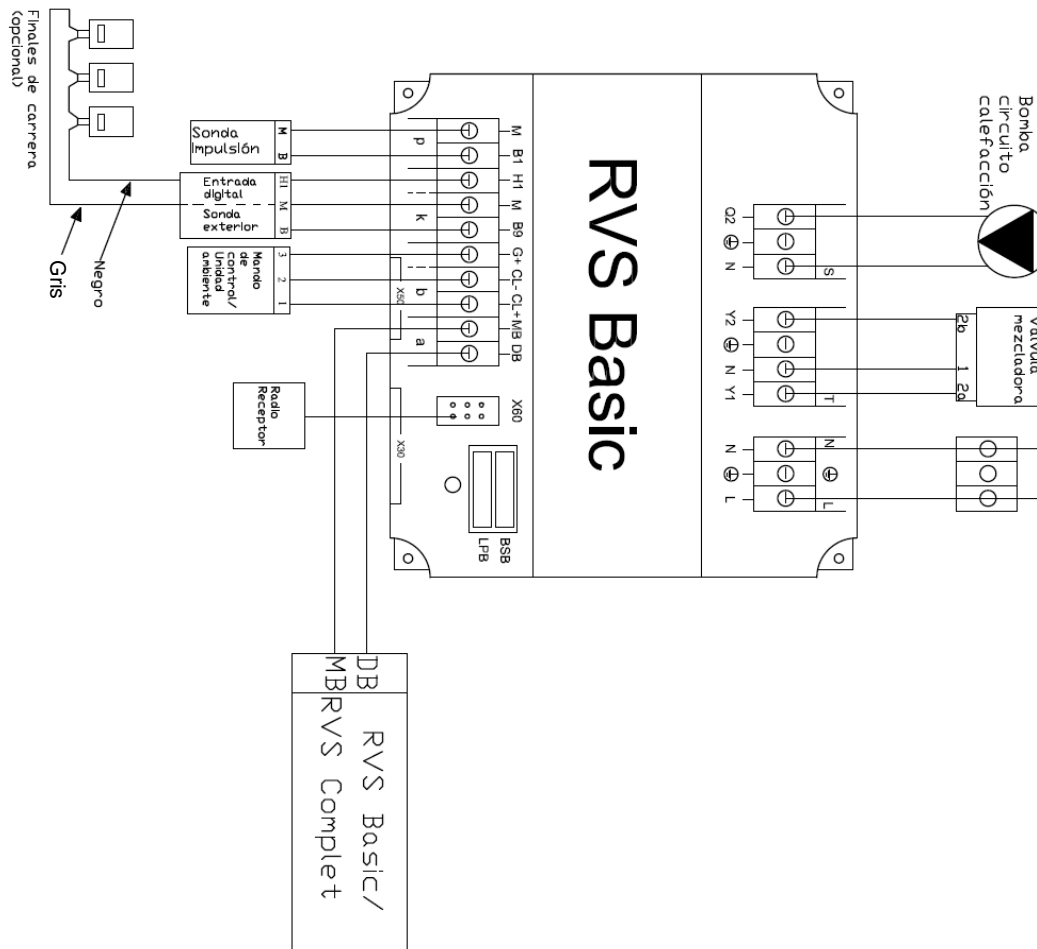 Finales de carrera
(opcional)
Sonda
Impulsión
M
B
Entrada
digital
Sonda
exterior
H1
M
B
Mando
de
control/
Unidad
ambiente
3
2
1
Negro
Gris
Radio
Receptor
p
k
b
a
X50
X30
M
B1
H1
M
B9
G+
CL-
CL+
MB
DB
X60
BSB
LPB
RVS Basic
Q2
N
S
Y2
N
Y1
T
N
L
N
L
Bomba
circuito
calefacción
Válvula
mezcladora
2b
1
2a
DB
MB
RVS Basic/
RVS Complet